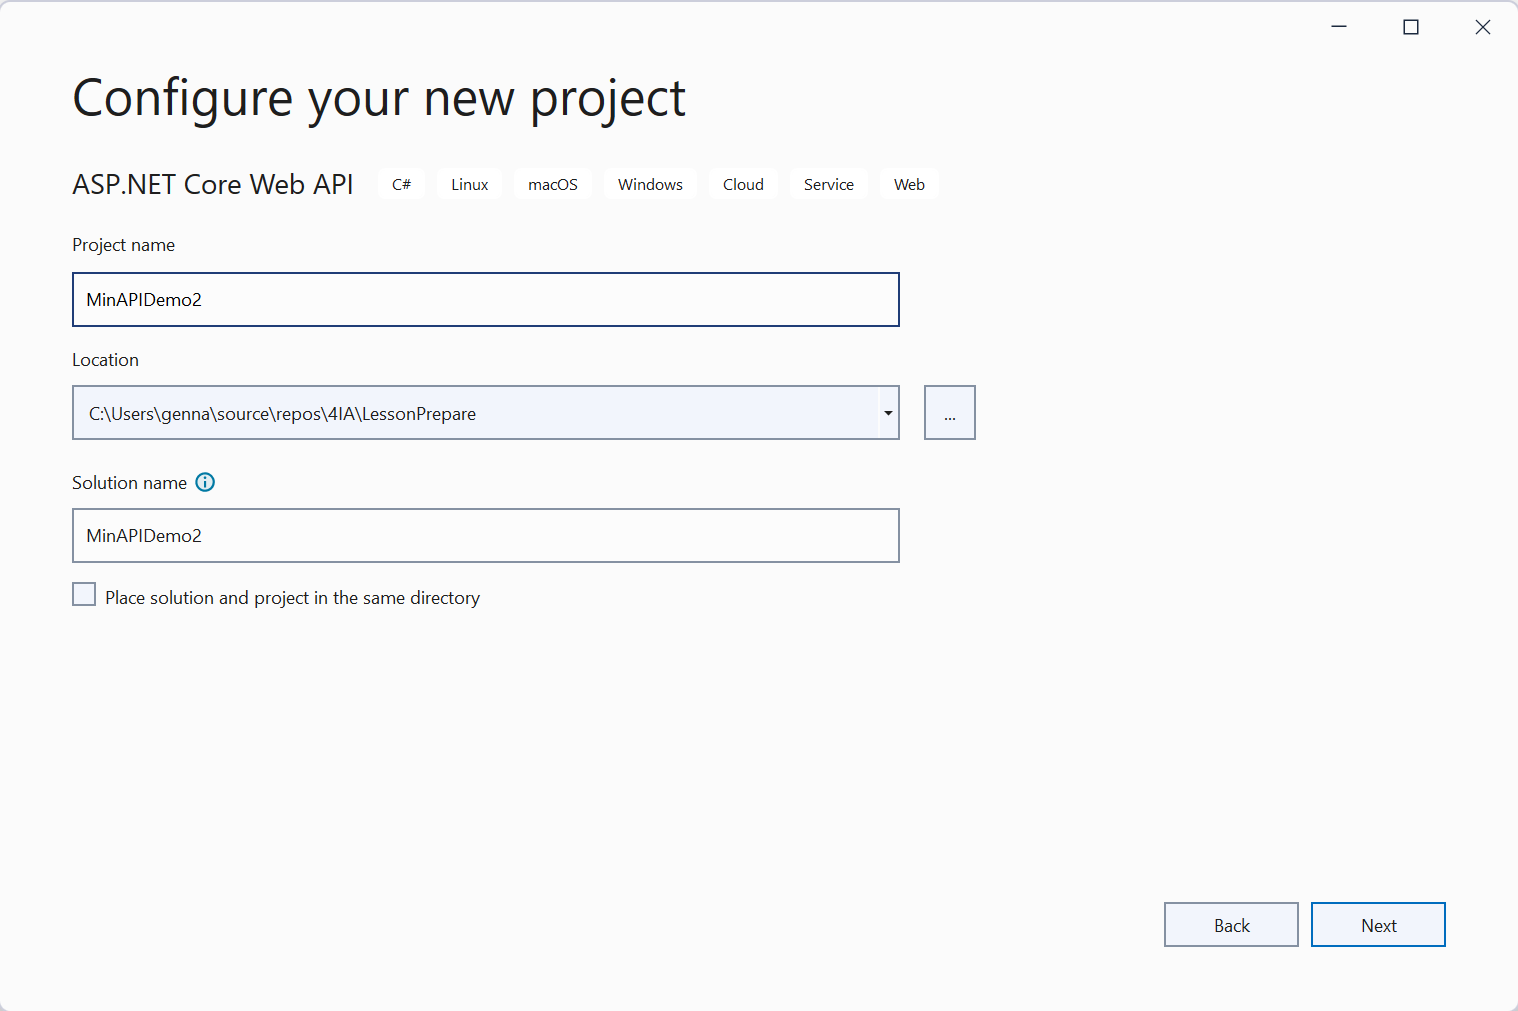 Configure your new project
ASP.NET Core Web API C# Linux macOS Windows Cloud Service Web
Project name
MinAPIDemo2
Location
C:\Users\genna\source\repos\4IA\LessonPrepare
...
Solution name
MinAPIDemo2
Place solution and project in the same directory
Back Next